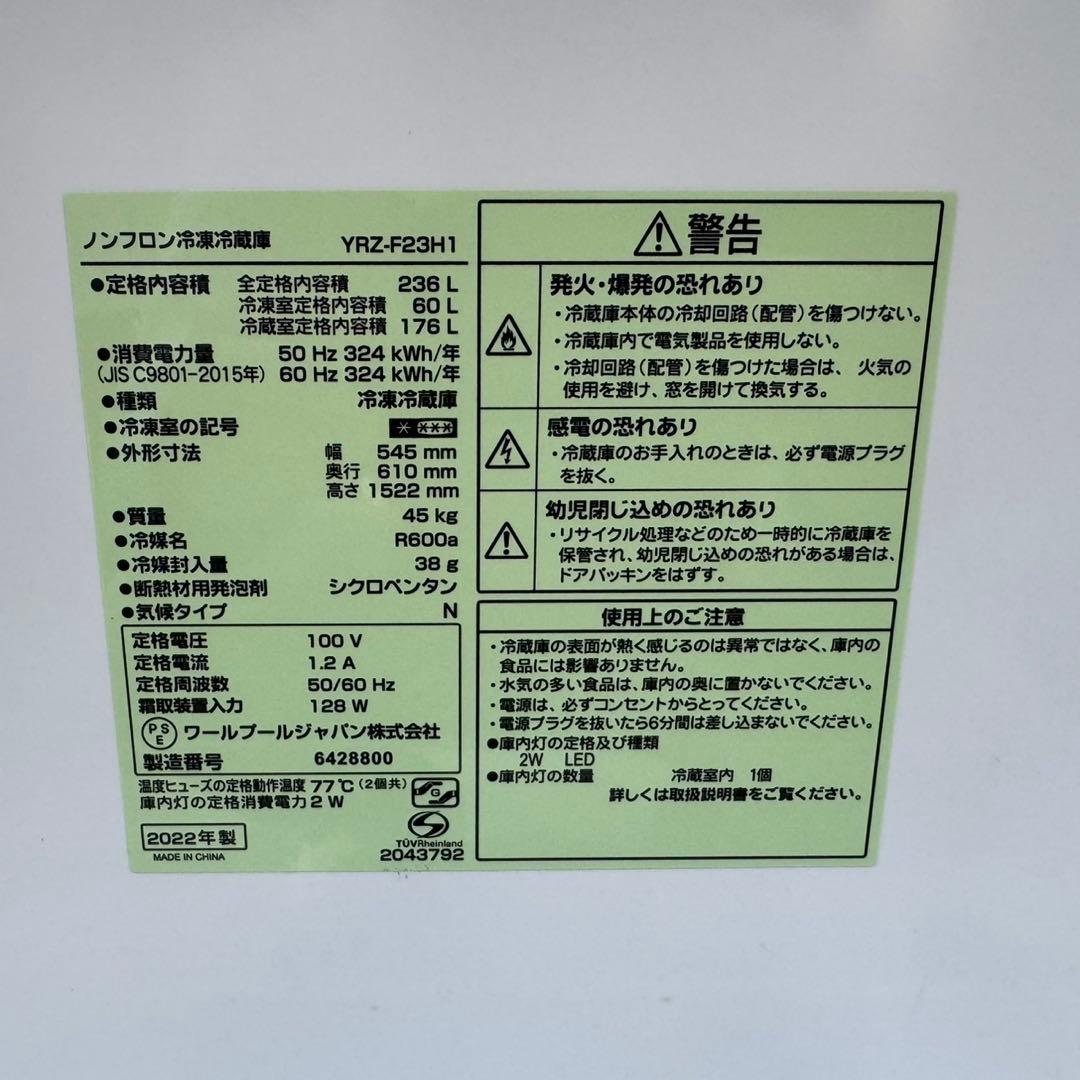 ノンフロン冷凍冷蔵庫 YRZ-F23H1
●定格内容積 全定格内容積 236 L
冷凍室定格内容積 60 L
冷蔵室定格内容積 176 L
●消費電力量 50 Hz 324 kWh/年
(JIS C9801-2015年) 60 Hz 324 kWh/年
●種類 冷凍冷蔵庫
●冷凍室の記号 * ***
●外形寸法 幅 545 mm
奥行 610 mm
高さ 1522 mm
●質量 45 kg
●冷媒名 R600a
●冷媒封入量 38 g
●断熱材用発泡剤 シクロペンタン
●気候タイプ N
定格電圧 100 V
定格電流 1.2 A
定格周波数 50/60 Hz
霜取装置入力 128 W
PSE ワールプールジャパン株式会社
製造番号 6428800
温度ヒューズの定格動作温度 77℃ (2個共)
庫内灯の定格消費電力 2 W
G
2022年製
MADE IN CHINA
TÜVRheinland
2043792
警告
発火・爆発の恐れあり
・冷蔵庫本体の冷却回路(配管)を傷つけない。
・冷蔵庫内で電気製品を使用しない。
・冷却回路(配管)を傷つけた場合は、火気の
使用を避け、窓を開けて換気する。
感電の恐れあり
・冷蔵庫のお手入れのときは、必ず電源プラグ
を抜く。
幼児閉じ込めの恐れあり
・リサイクル処理などのため一時的に冷蔵庫を
保管され、幼児閉じ込めの恐れがある場合は、
ドアパッキンをはずす。
使用上のご注意
・冷蔵庫の表面が熱く感じるのは異常ではなく、庫内の
食品には影響ありません。
・水気の多い食品は、庫内の奥に置かないでください。
・電源は、必ずコンセントからとってください。
・電源プラグを抜いたら6分間は差し込まないでください。
●庫内灯の定格及び種類
2W LED
●庫内灯の数量 冷蔵室内 1個
詳しくは取扱説明書をご覧ください。